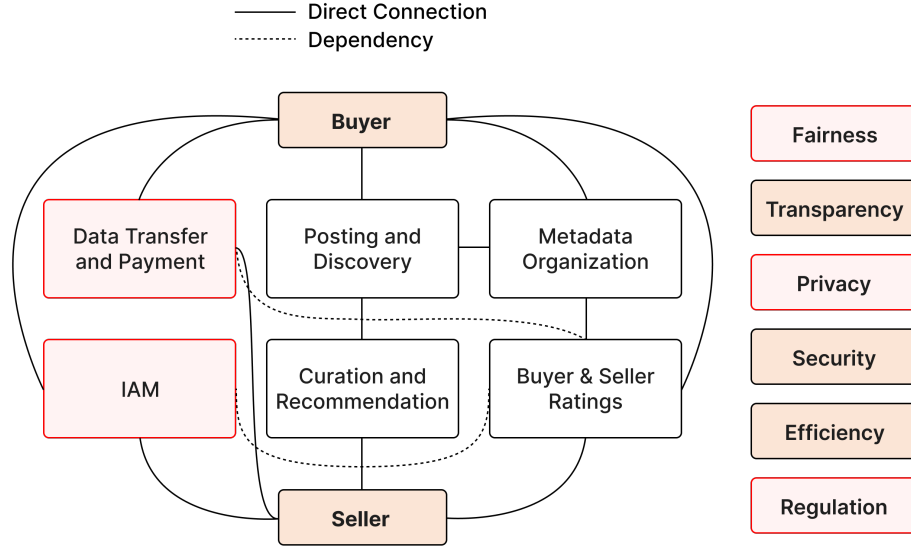 Direct Connection
Dependency
Buyer
Fairness
Transparency
Data Transfer
and Payment
Posting and
Discovery
Metadata
Organization
Privacy
Security
IAM
Curation and
Recommendation
Buyer & Seller
Ratings
Efficiency
Seller
Regulation